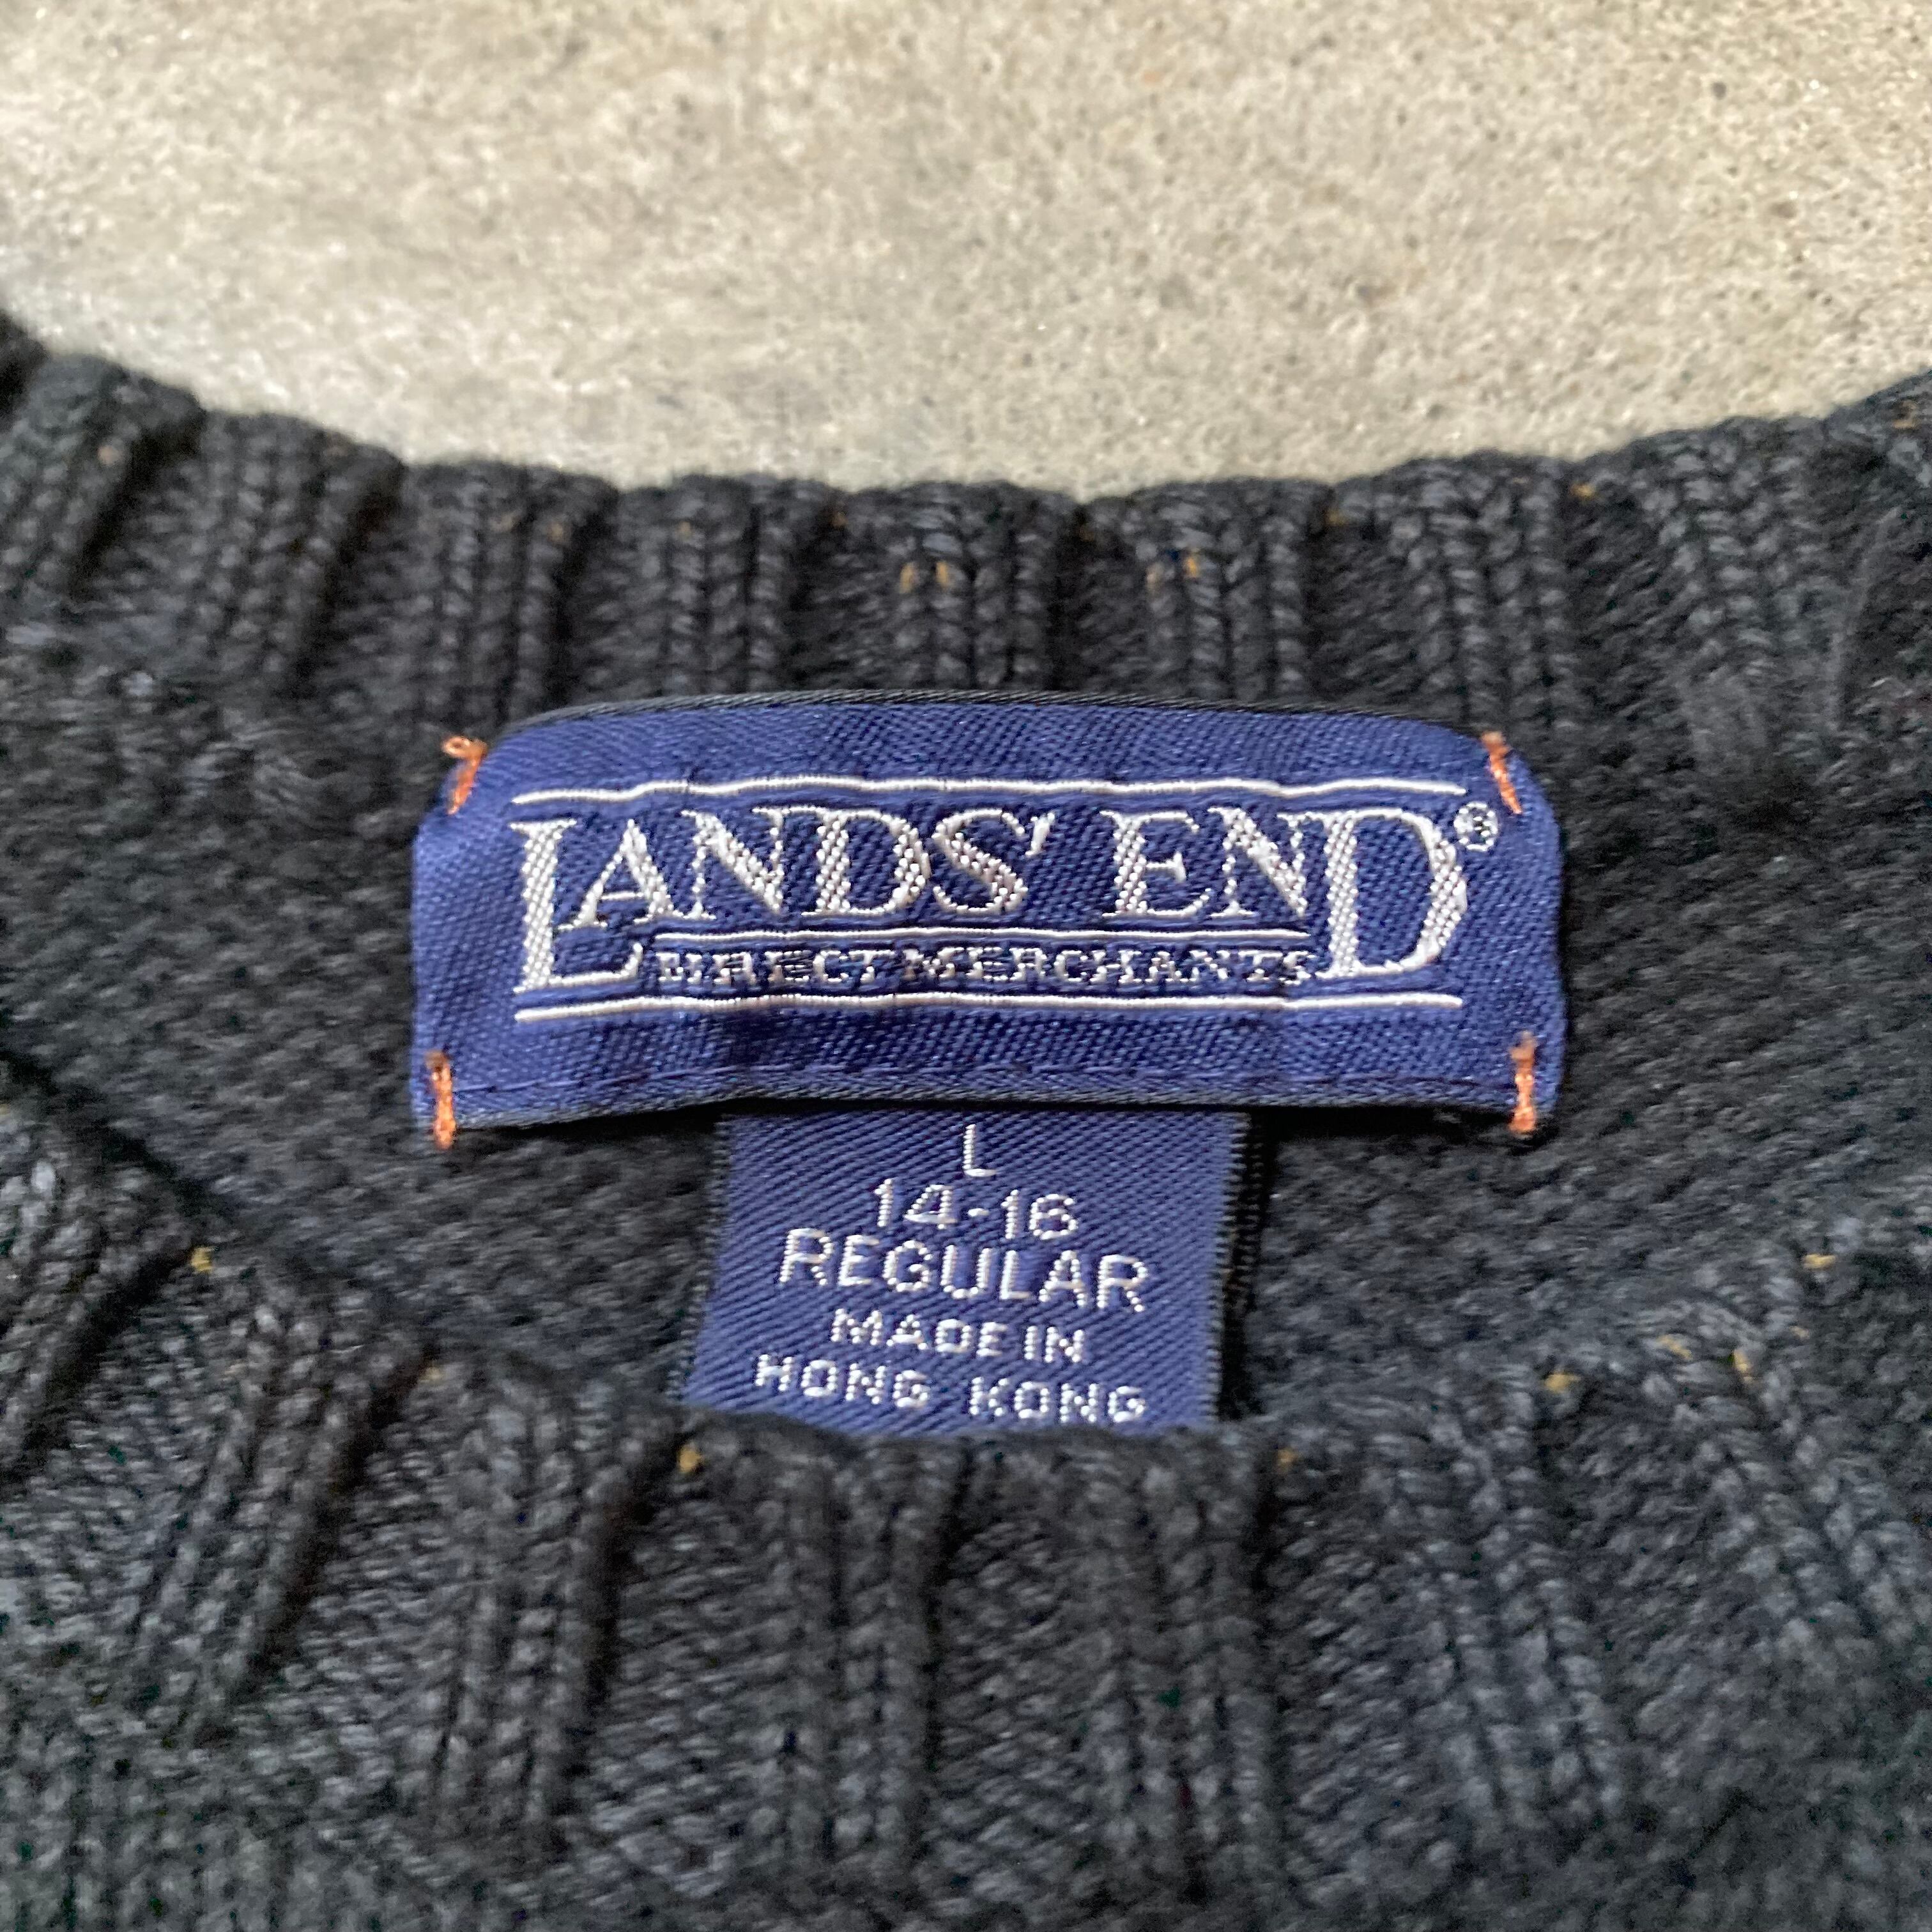 LANDS' END®
DIRECT MERCHANTS
L
14-16
REGULAR
MADE IN
HONG KONG